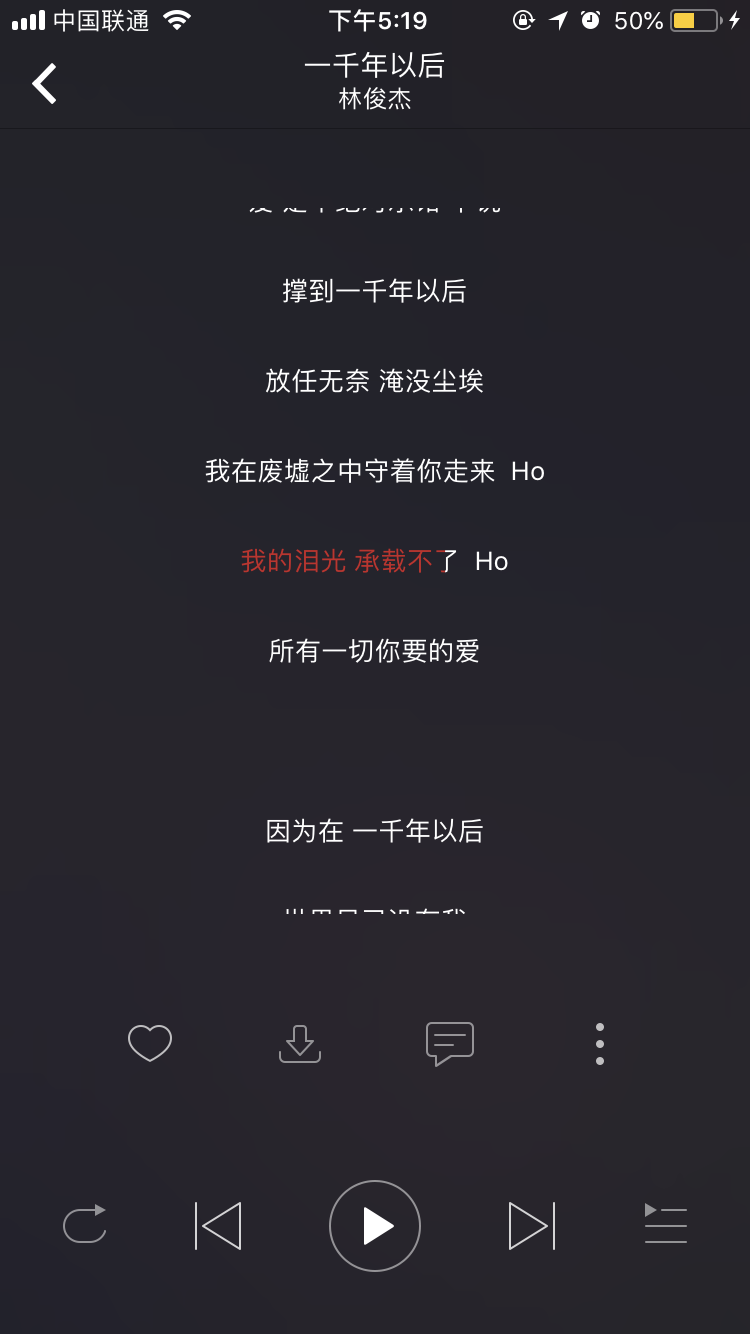 中国联通 下午5:19 50%
一千年以后
林俊杰
撑到一千年以后
放任无奈 淹没尘埃
我在废墟之中守着你走来 Ho
我的泪光 承载不了 Ho
所有一切你要的爱
因为在 一千年以后